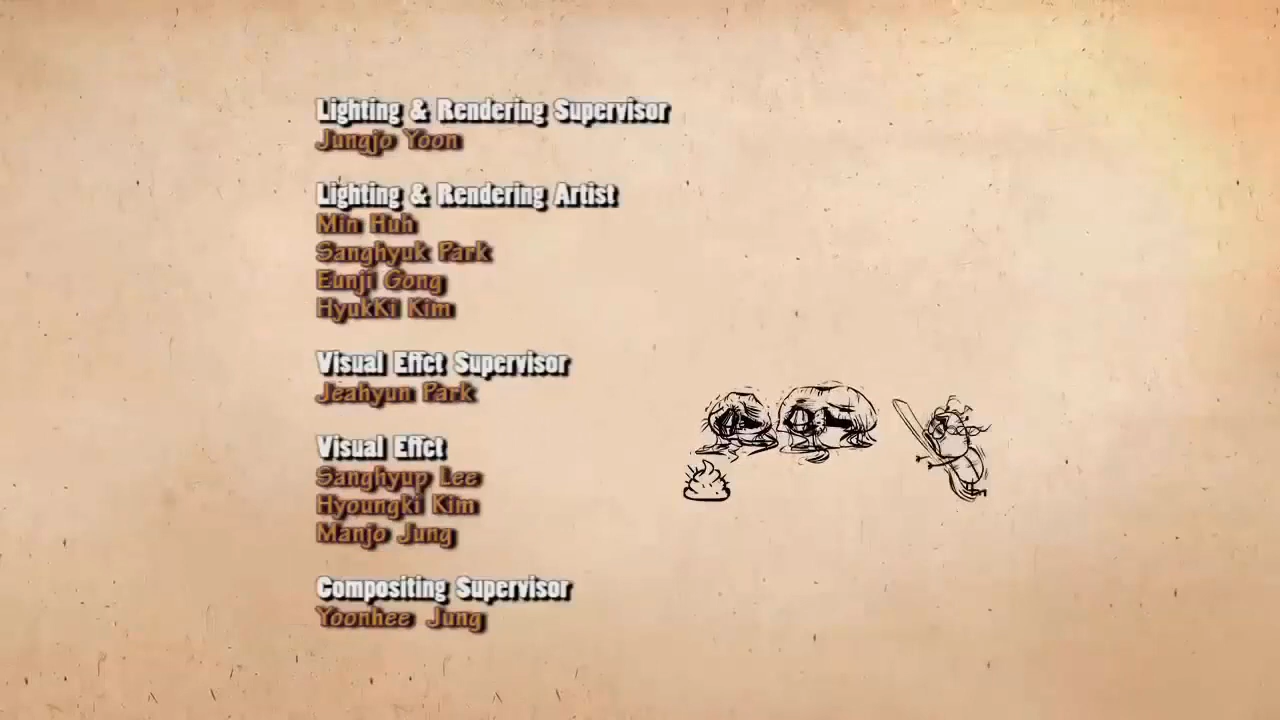 Lighting & Rendering Supervisor
Jungjo Yoon
Lighting & Rendering Artist
Min Huh
Sanghyuk Park
Eunji Gong
HyukKi Kim
Visual Effct Supervisor
Jeahyun Park
Visual Effct
Sanghyup Lee
Hyoungki Kim
Manjo Jung
Compositing Supervisor
Yoonhee Jung